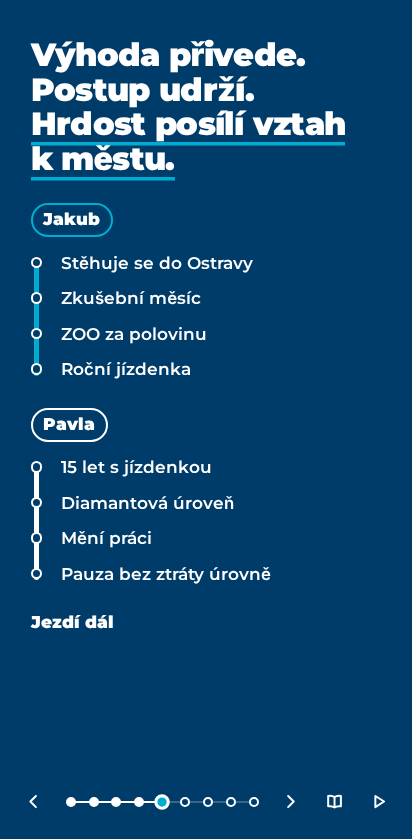 Výhoda přivede.
Postup udrží.
Hrdost posílí vztah
k městu.
Jakub
Stěhuje se do Ostravy
Zkušební měsíc
ZOO za polovinu
Roční jízdenka
Pavla
15 let s jízdenkou
Diamantová úroveň
Mění práci
Pauza bez ztráty úrovně
Jezdí dál